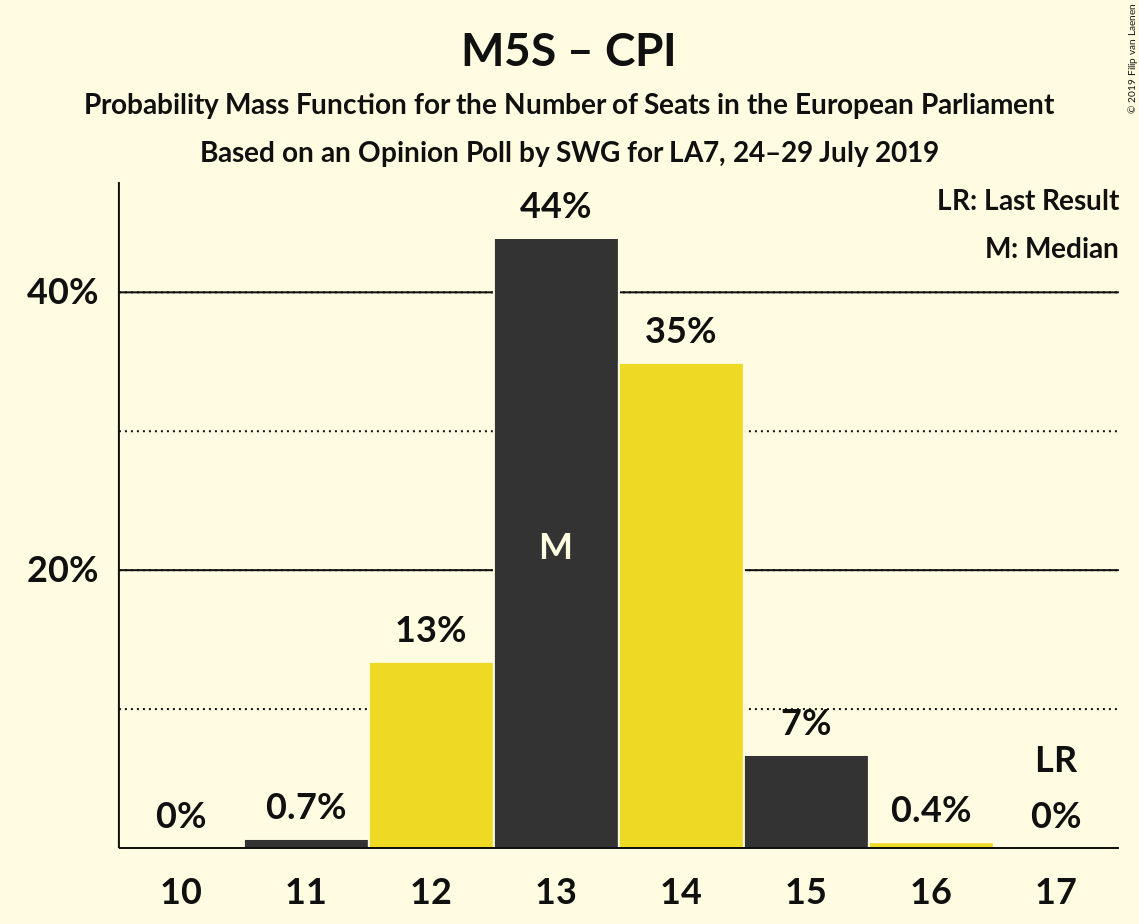 M5S – CPI
Probability Mass Function for the Number of Seats in the European Parliament
Based on an Opinion Poll by SWG for LA7, 24–29 July 2019
© 2019 Filip van Laenen
LR: Last Result
M: Median
40%
20%
0%
0.7%
13%
44%
M
35%
7%
0.4%
LR
0%
10 11 12 13 14 15 16 17